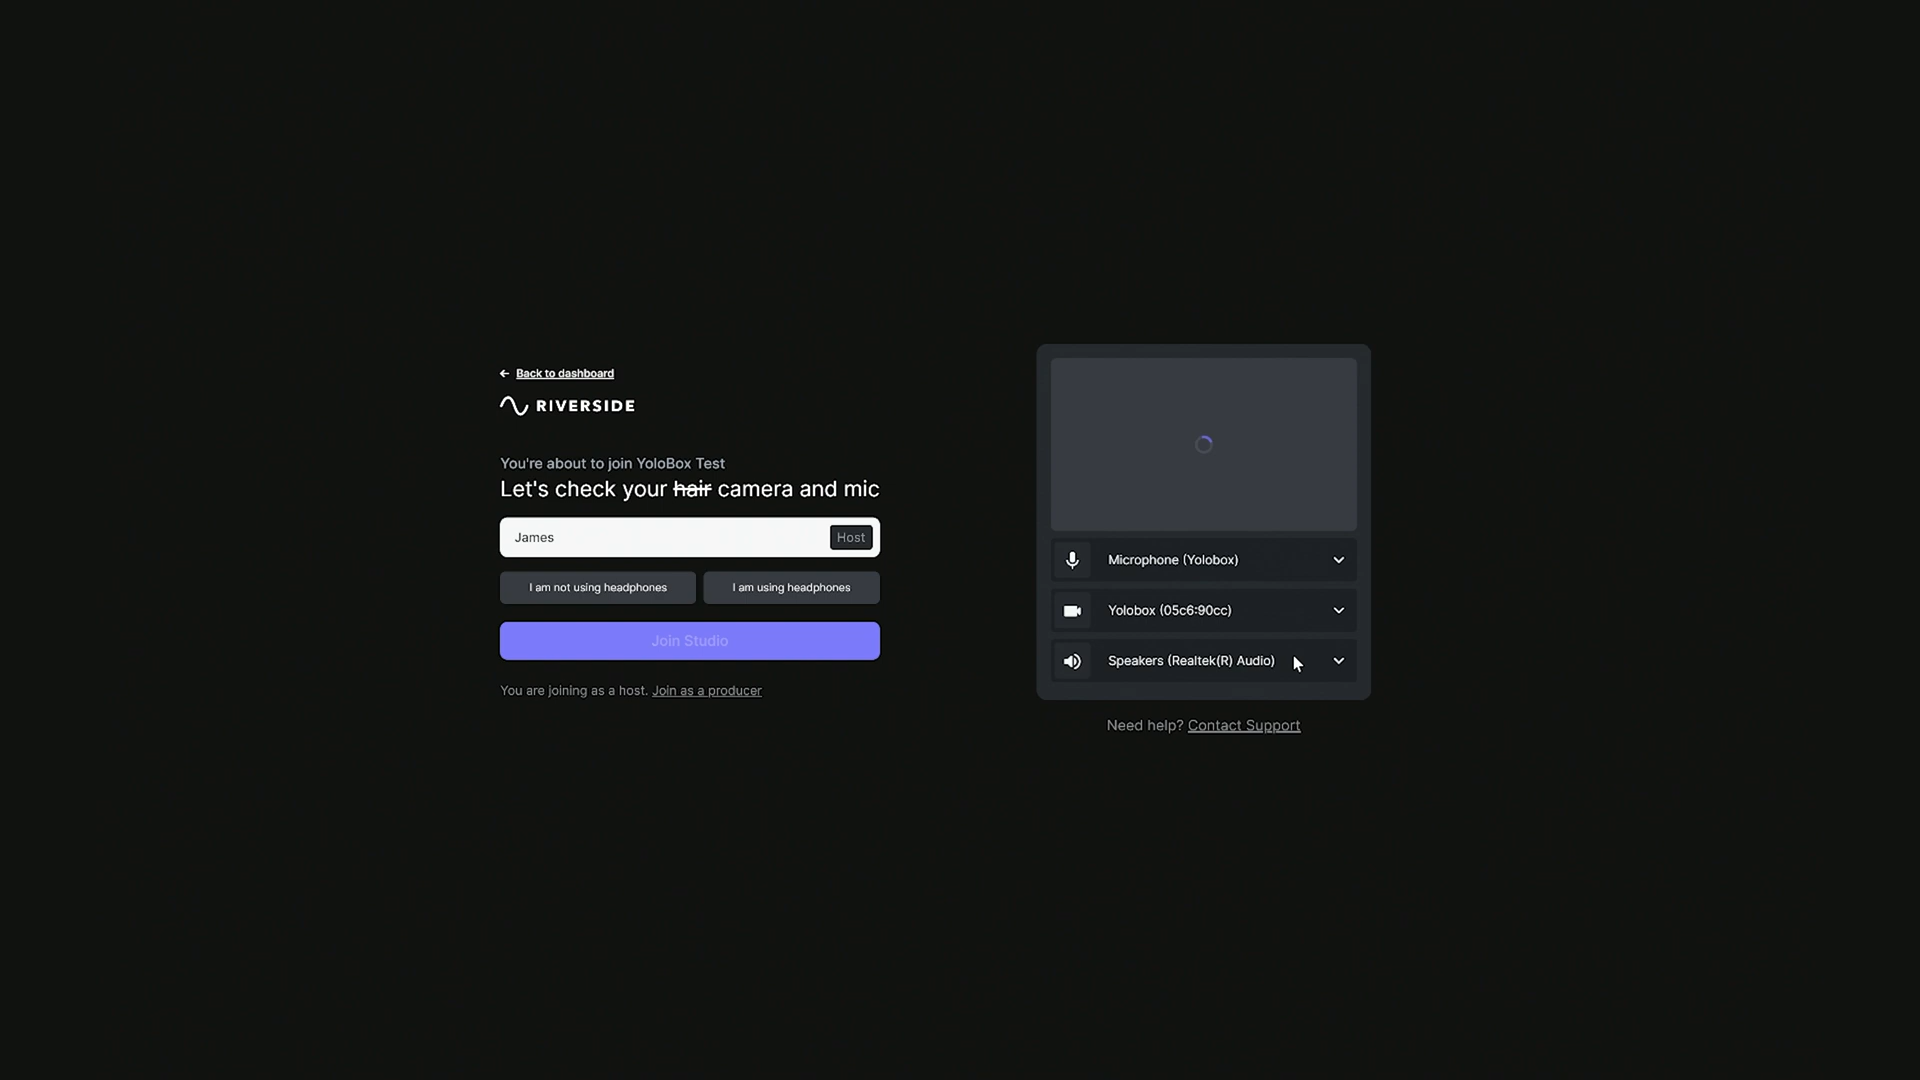 Back to dashboard
RIVERSIDE
You're about to join YoloBox Test
Let's check your hair camera and mic
James
Host
I am not using headphones
I am using headphones
Join Studio
You are joining as a host. Join as a producer
Microphone (Yolobox)
Yolobox (05c6:90cc)
Speakers (Realtek(R) Audio)
Need help? Contact Support